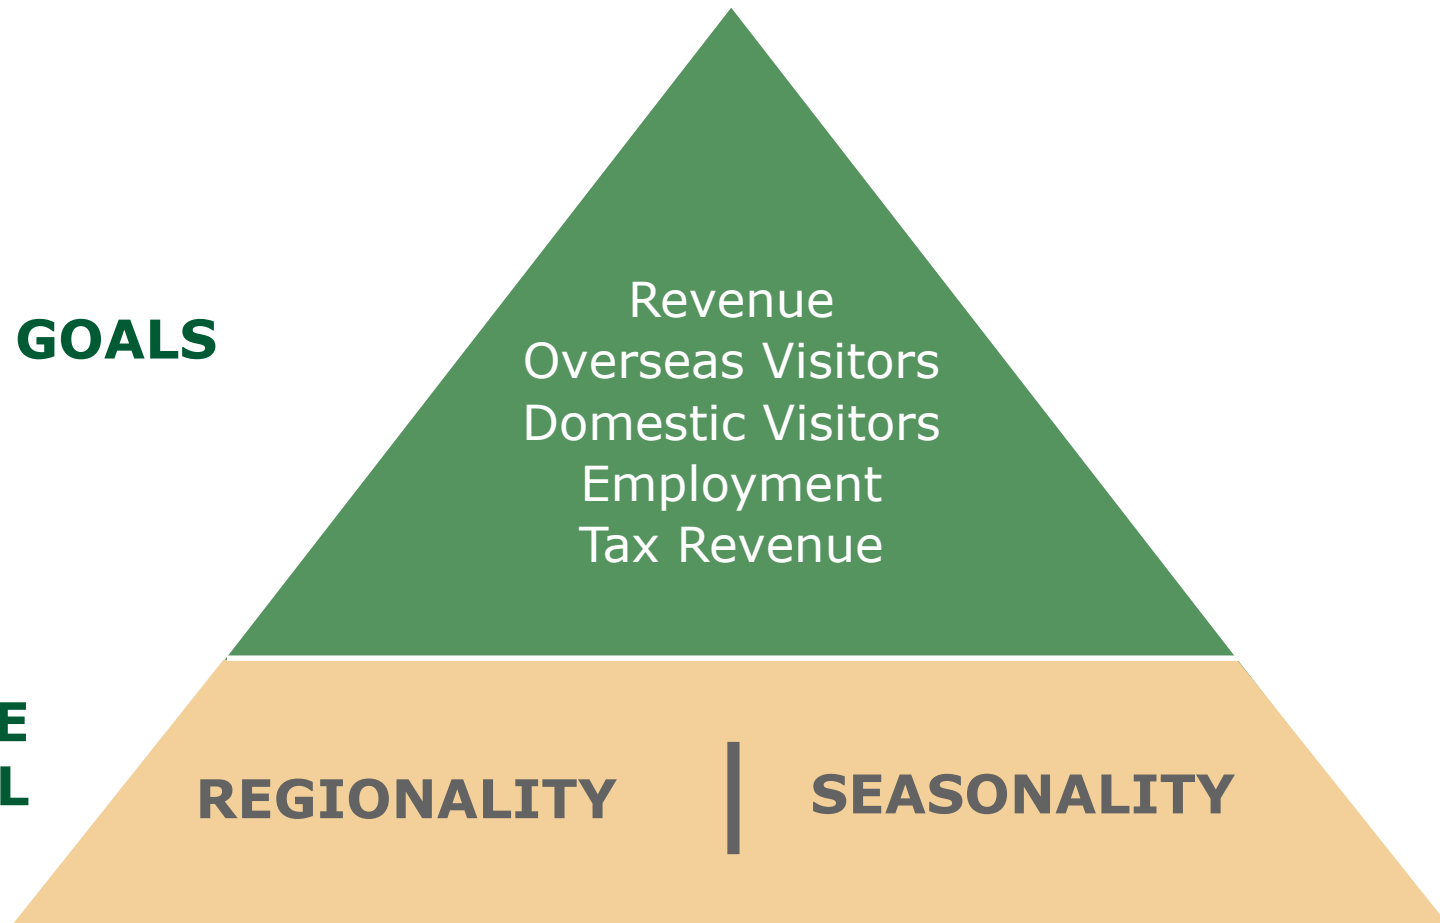 GOALS
Revenue
Overseas Visitors
Domestic Visitors
Employment
Tax Revenue
E
L
REGIONALITY | SEASONALITY